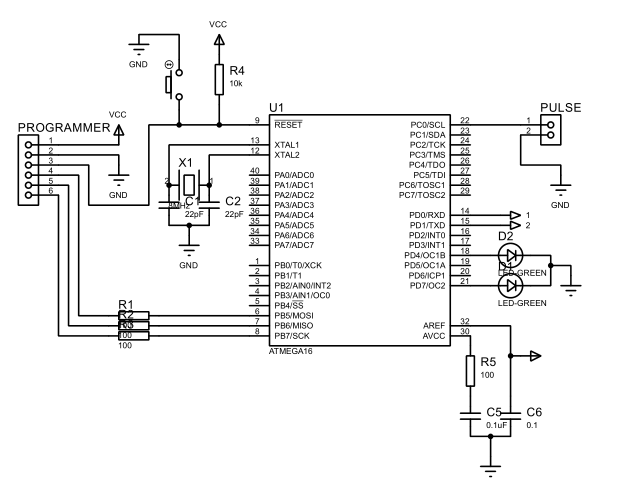 VCC
GND
R4
10k
U1
PULSE
PROGRAMMER
VCC
1
2
3
4
5
6
9 RESET
13 XTAL1
12 XTAL2
40 PA0/ADC0
39 PA1/ADC1
38 PA2/ADC2
37 PA3/ADC3
36 PA4/ADC4
35 PA5/ADC5
34 PA6/ADC6
33 PA7/ADC7
1 PB0/T0/XCK
2 PB1/T1
3 PB2/AIN0/INT2
4 PB3/AIN1/OC0
5 PB4/SS
6 PB5/MOSI
7 PB6/MISO
8 PB7/SCK
PC0/SCL 22
PC1/SDA 23
PC2/TCK 24
PC3/TMS 25
PC4/TDO 26
PC5/TDI 27
PC6/TOSC1 28
PC7/TOSC2 29
PD0/RXD 14
PD1/TXD 15
PD2/INT0 16
PD3/INT1 17
PD4/OC1B 18
PD5/OC1A 19
PD6/ICP1 20
PD7/OC2 21
AREF 32
AVCC 30
ATMEGA16
1
2
GND
1
2
D2
LED-GREEN
D1
LED-GREEN
X1
2
1
C1
22pF
C2
22pF
GND
GND
R1
R2
R3
100
100
R5
100
C5
0.1uF
C6
0.1